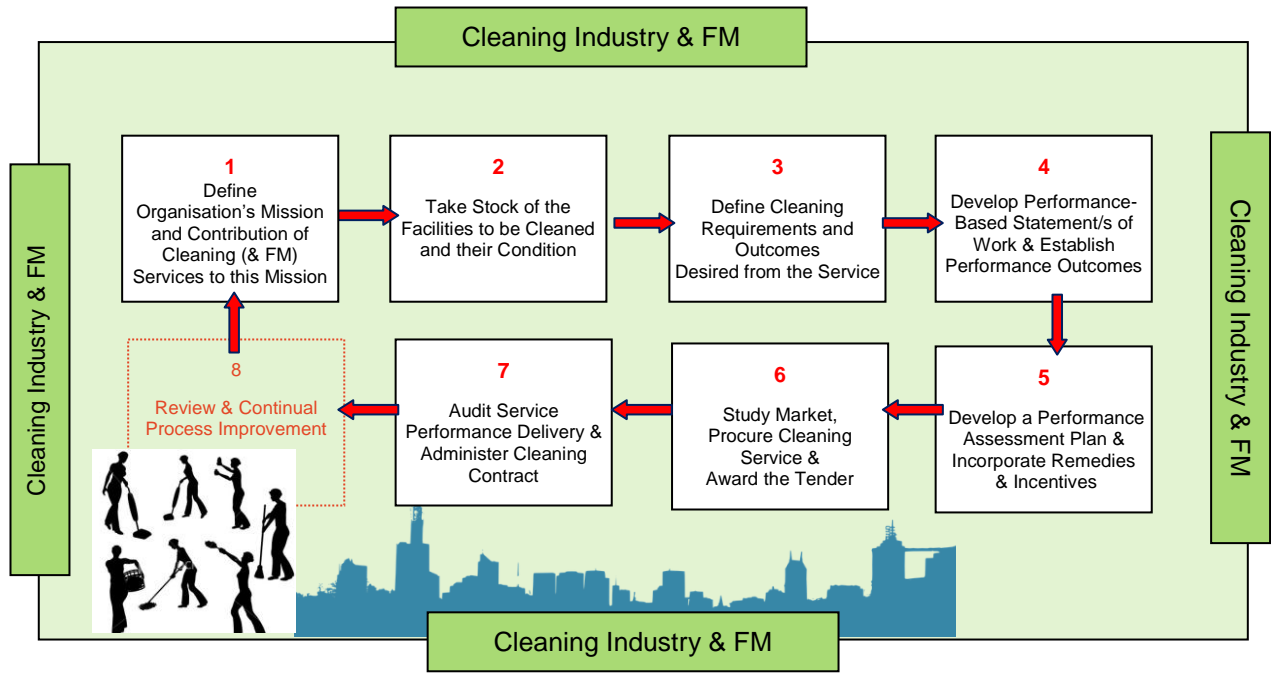 Cleaning Industry & FM
Cleaning Industry & FM
1
Define
Organisation’s Mission
and Contribution of
Cleaning (& FM)
Services to this Mission
2
Take Stock of the
Facilities to be Cleaned
and their Condition
3
Define Cleaning
Requirements and
Outcomes
Desired from the Service
4
Develop Performance-
Based Statement/s of
Work & Establish
Performance Outcomes
Cleaning Industry & FM
5
Develop a Performance
Assessment Plan &
Incorporate Remedies
& Incentives
6
Study Market,
Procure Cleaning
Service &
Award the Tender
7
Audit Service
Performance Delivery &
Administer Cleaning
Contract
8
Review & Continual
Process Improvement
Cleaning Industry & FM